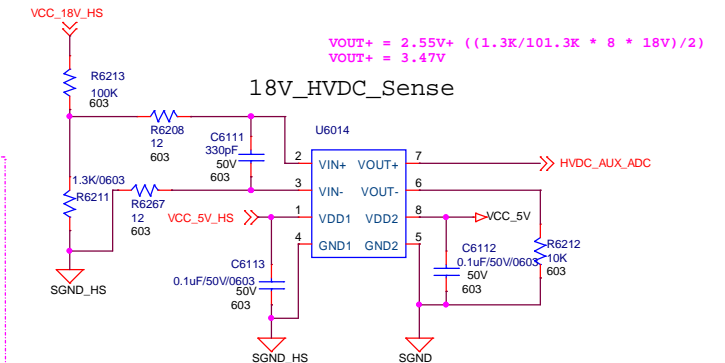 VCC_18V_HS
VOUT+ = 2.55V+ ((1.3K/101.3K * 8 * 18V)/2)
VOUT+ = 3.47V
18V_HVDC_Sense
R6213
100K
603
R6208
12
603
C6111
330pF
50V
603
U6014
2 VIN+ VOUT+ 7
HVDC_AUX_ADC
1.3K/0603
R6211
R6267
12
603
3 VIN- VOUT- 6
VCC_5V_HS
1 VDD1 VDD2 8
VCC_5V
4 GND1 GND2 5
C6113
0.1uF/50V/0603
50V
603
C6112
0.1uF/50V/0603
50V
603
R6212
10K
603
SGND_HS
SGND_HS
SGND